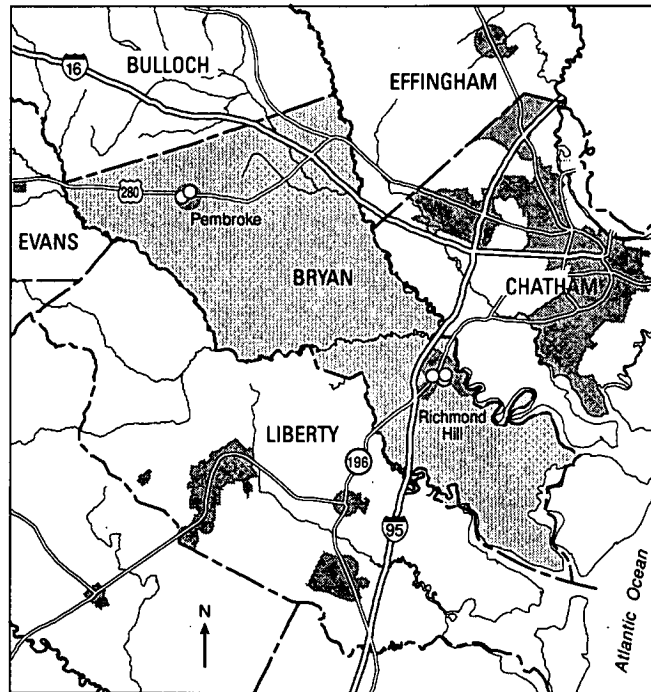 16
BULLOCH
EFFINGHAM
280
Pembroke
EVANS
BRYAN
CHATHAM
Richmond
Hill
LIBERTY
196
95
N
Atlantic Ocean